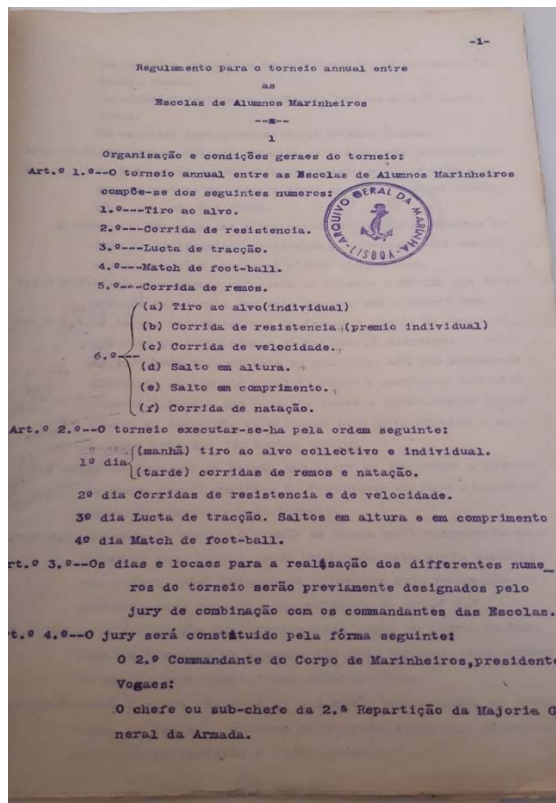 -1-
Regulamento para o torneio annual entre
as
Escolas de Alumnos Marinheiros
--=--
1
Organisação e condições geraes do torneio:
Art.º 1.º--O torneio annual entre as Escolas de Alumnos Marinheiros
compõe-se dos seguintes numeros:
1.º---Tiro ao alvo.
2.º---Corrida de resistencia.
3.º---Lucta de tracção.
4.º---Match de foot-ball.
5.º---Corrida de remos.
(a) Tiro ao alvo(individual)
(b) Corrida de resistencia (premio individual)
(c) Corrida de velocidade.
6.º--
(d) Salto em altura.
(e) Salto em comprimento.
(f) Corrida de natação.
ARQUIVO GERAL DA MARINHA
·LISBOA·
Art.º 2.º--O torneio executar-se-ha pela ordem seguinte:
1º dia (manhã) tiro ao alvo collectivo e individual.
(tarde) corridas de remos e natação.
2º dia Corridas de resistencia e de velocidade.
3º dia Lucta de tracção. Saltos em altura e em comprimento
4º dia Match de foot-ball.
rt.º 3.º--Os dias e locaes para a realisação dos differentes nume_
ros do torneio serão previamente designados pelo
jury de combinação com os commandantes das Escolas.
t.º 4.º--O jury será constituido pela fórma seguinte:
O 2.º Commandante do Corpo de Marinheiros,presidente
Vogaes:
O chefe ou sub-chefe da 2.ª Repartição da Majoria G
neral da Armada.